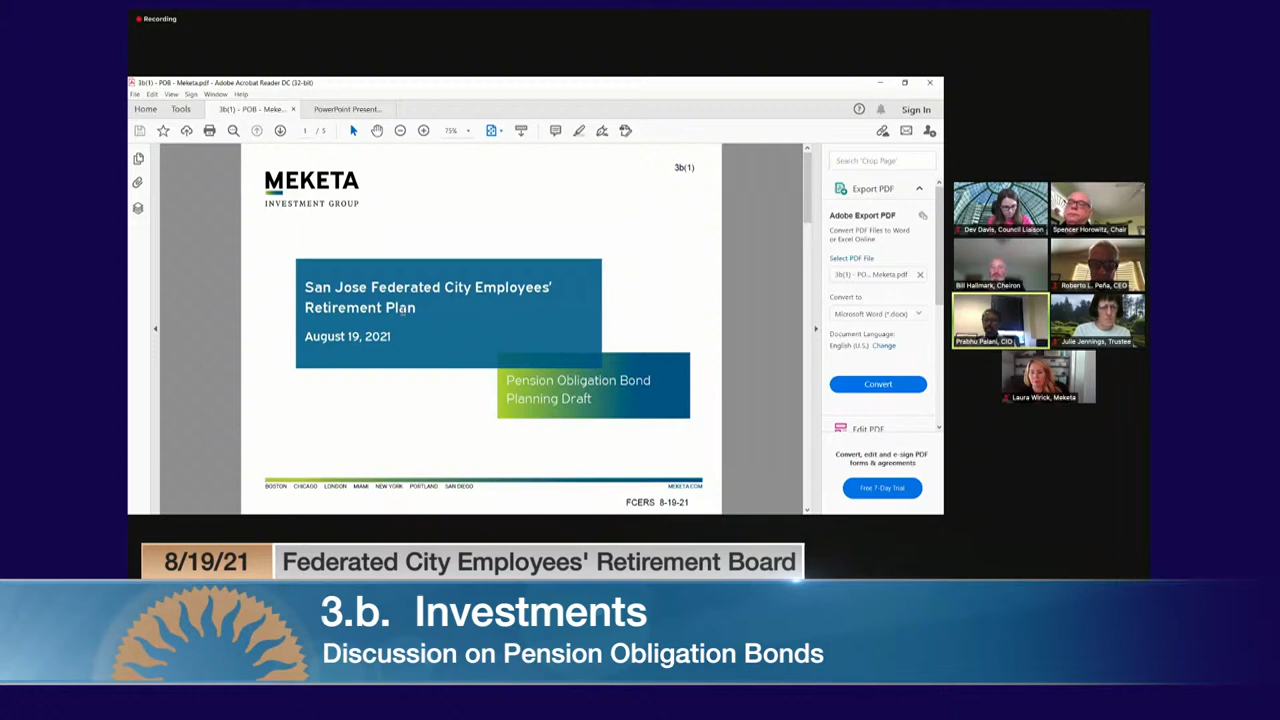 Recording
3b(1) - POB - Meketa.pdf - Adobe Acrobat Reader DC (32-bit)
File Edit View Sign Window Help
Home Tools 3b(1) - POB - Meke... × PowerPoint Present... Sign In
1 / 5 75%
3b(1)
MEKETA
INVESTMENT GROUP
San Jose Federated City Employees'
Retirement Plan
August 19, 2021
Pension Obligation Bond
Planning Draft
BOSTON CHICAGO LONDON MIAMI NEW YORK PORTLAND SAN DIEGO MEKETA.COM
FCERS 8-19-21
Search 'Crop Page'
Export PDF
Adobe Export PDF
Convert PDF Files to Word
or Excel Online
Select PDF File
3b(1) - PO... Meketa.pdf ×
Convert to
Microsoft Word (*.docx)
Document Language:
English (U.S.) Change
Convert
Edit PDF
Convert, edit and e-sign PDF
forms & agreements
Free 7-Day Trial
Dev Davis, Council Liaison
Spencer Horowitz, Chair
Bill Hallmark, Cheiron
Roberto L. Peña, CEO
Prabhu Palani, CIO
Julie Jennings, Trustee
Laura Wirick, Meketa
8/19/21 Federated City Employees' Retirement Board
3.b. Investments
Discussion on Pension Obligation Bonds